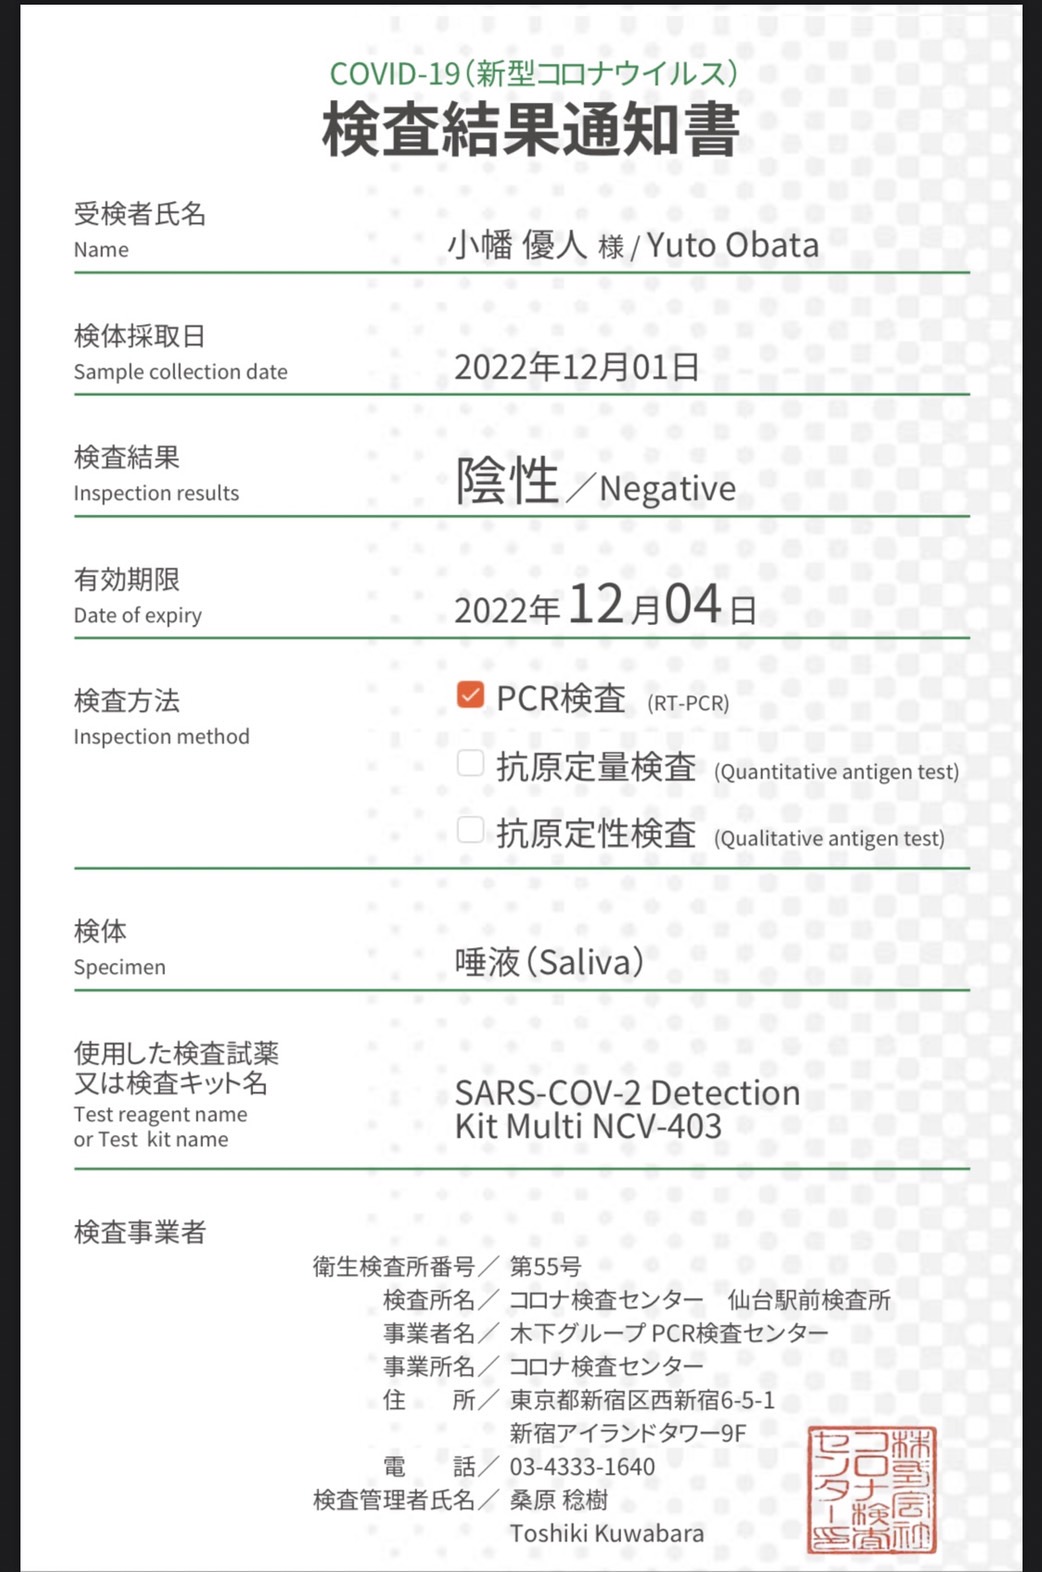 COVID-19（新型コロナウイルス）
検査結果通知書
受検者氏名
Name
小幡 優人 様 / Yuto Obata
検体採取日
Sample collection date
2022年12月01日
検査結果
Inspection results
陰性／Negative
有効期限
Date of expiry
2022年12月04日
検査方法
Inspection method
PCR検査 (RT-PCR)
抗原定量検査 (Quantitative antigen test)
抗原定性検査 (Qualitative antigen test)
検体
Specimen
唾液（Saliva）
使用した検査試薬
又は検査キット名
Test reagent name
or Test kit name
SARS-COV-2 Detection
Kit Multi NCV-403
検査事業者
衛生検査所番号／ 第55号
検査所名／ コロナ検査センター 仙台駅前検査所
事業者名／ 木下グループ PCR検査センター
事業所名／ コロナ検査センター
住 所／ 東京都新宿区西新宿6-5-1
新宿アイランドタワー9F
電 話／ 03-4333-1640
検査管理者氏名／ 桑原 稔樹
Toshiki Kuwabara
株式会社
コロナ検査
センター印